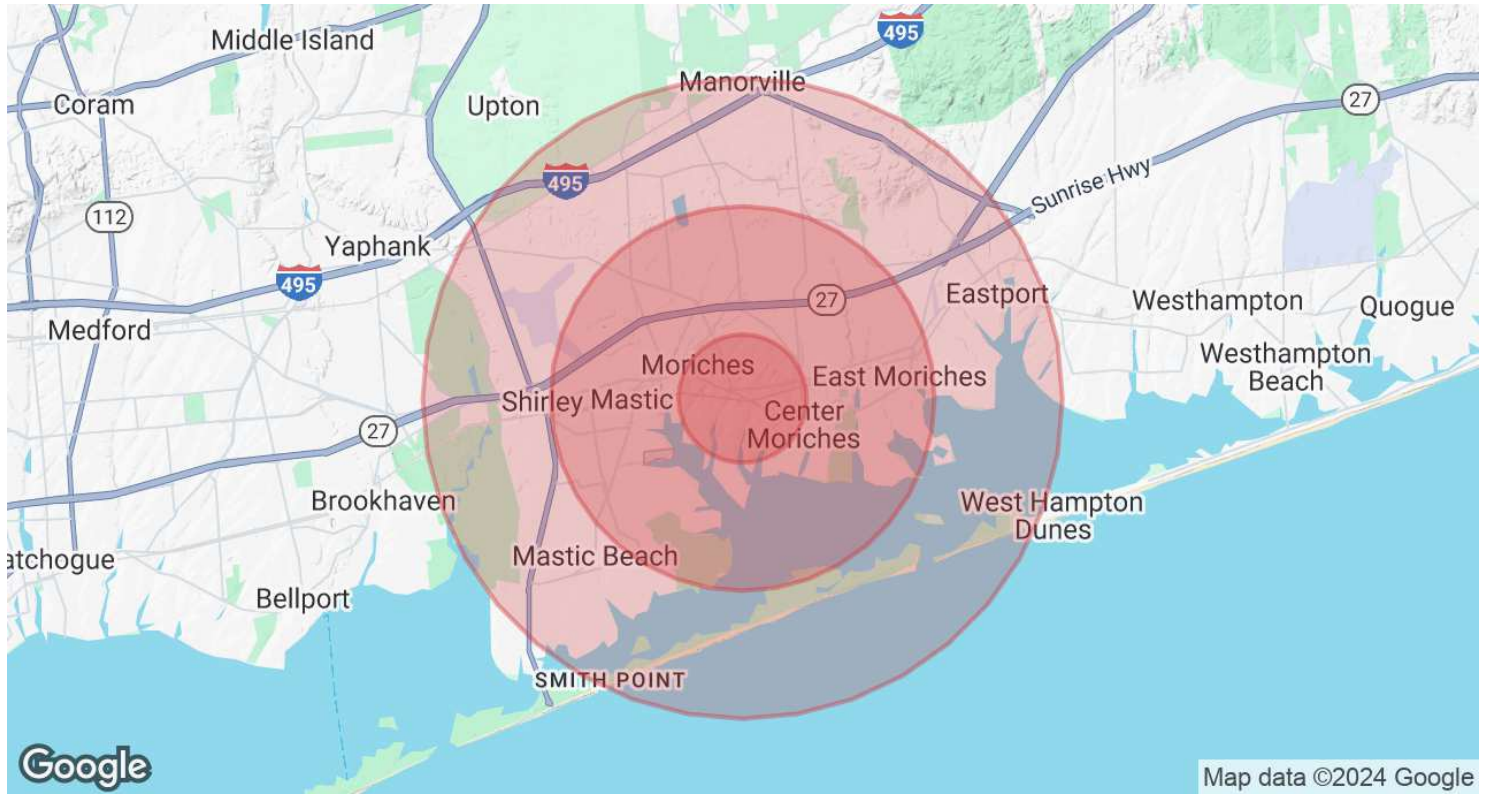 Middle Island
495
Manorville
Coram
Upton
27
495
112
Sunrise Hwy
Yaphank
495
Eastport
27
Westhampton
Quogue
Medford
Moriches
Westhampton
Beach
East Moriches
Shirley
Mastic
Center
Moriches
27
Brookhaven
West Hampton
Dunes
atchogue
Mastic Beach
Bellport
SMITH POINT
Google
Map data ©2024 Google